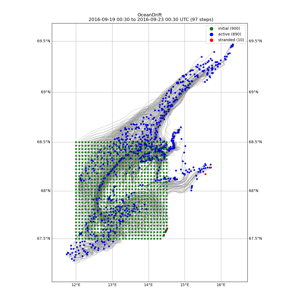 OceanDrift
2016-09-19 00:30 to 2016-09-23 00:30 UTC (97 steps)
initial (900)
active (890)
stranded (10)
69.5°N
69.5°N
69°N
69°N
68.5°N
68.5°N
68°N
68°N
67.5°N
67.5°N
12°E
13°E
14°E
15°E
16°E